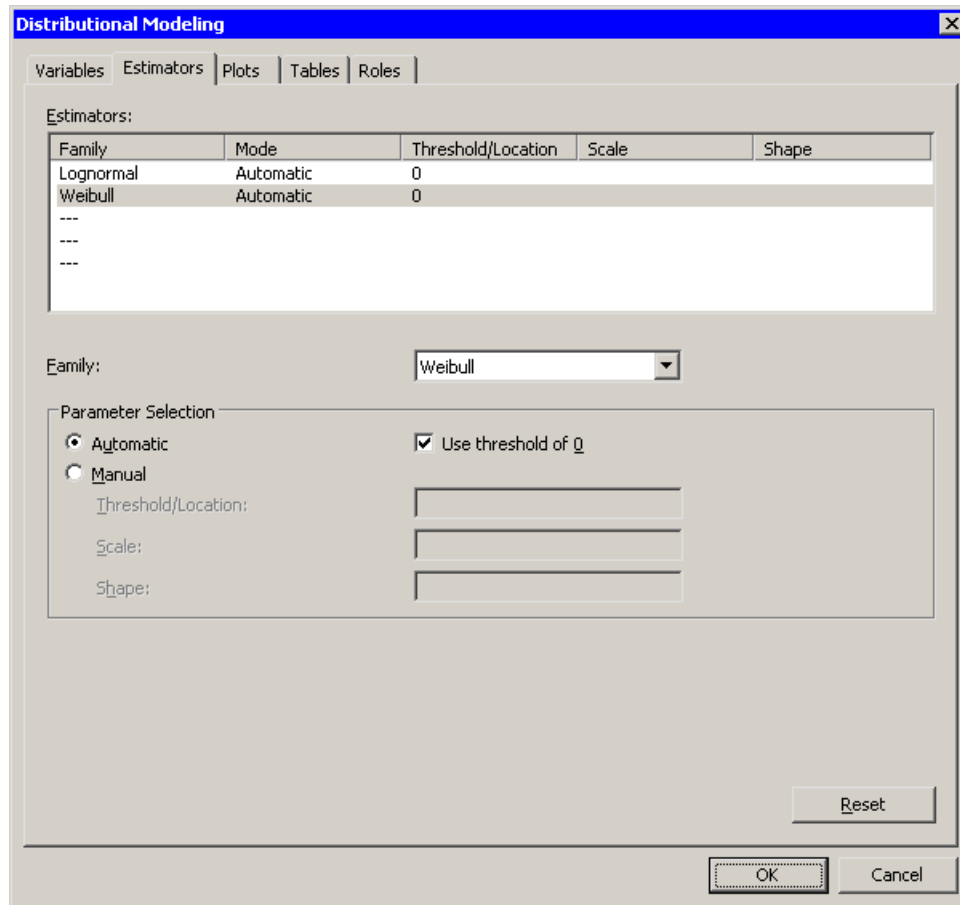 Distributional Modeling
Variables Estimators Plots Tables Roles
Estimators:
Family Mode Threshold/Location Scale Shape
Lognormal Automatic 0
Weibull Automatic 0
---
---
---
Family: Weibull
Parameter Selection
Automatic Use threshold of 0
Manual
Threshold/Location:
Scale:
Shape:
Reset
OK Cancel